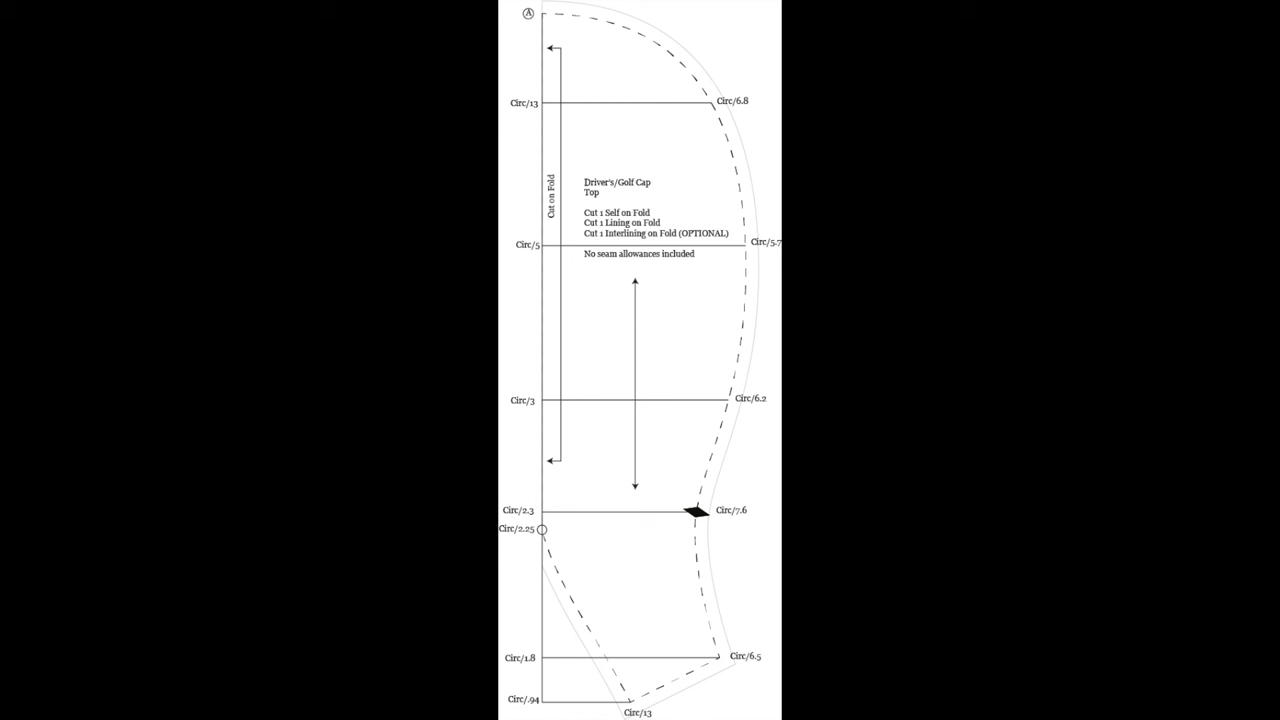 A
Circ/13
Circ/6.8
Cut on Fold
Driver's/Golf Cap
Top
Cut 1 Self on Fold
Cut 1 Lining on Fold
Cut 1 Interlining on Fold (OPTIONAL)
Circ/5
Circ/5.7
No seam allowances included
Circ/3
Circ/6.2
Circ/2.3
Circ/7.6
Circ/2.25
Circ/1.8
Circ/6.5
Circ/.94
Circ/13